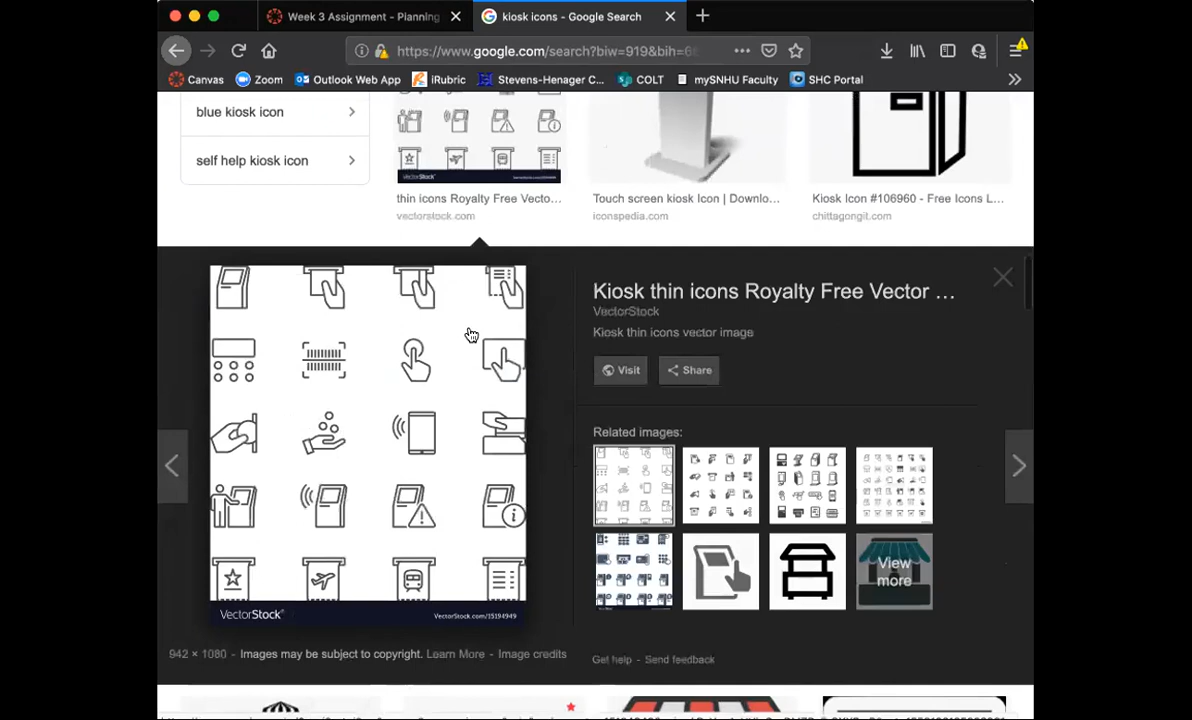 Week 3 Assignment - Planning
kiosk icons - Google Search
https://www.google.com/search?biw=919&bih=6
Canvas
Zoom
Outlook Web App
iRubric
Stevens-Henager C...
COLT
mySNHU Faculty
SHC Portal
blue kiosk icon
self help kiosk icon
VectorStock
thin icons Royalty Free Vecto...
vectorstock.com
Touch screen kiosk Icon | Downlo...
iconspedia.com
Kiosk Icon #106960 - Free Icons L...
chittagongit.com
Kiosk thin icons Royalty Free Vector ...
VectorStock
Kiosk thin icons vector image
Visit
Share
Related images:
View more
VectorStock®
VectorStock.com/15194949
942 × 1080 - Images may be subject to copyright. Learn More - Image credits
Get help - Send feedback